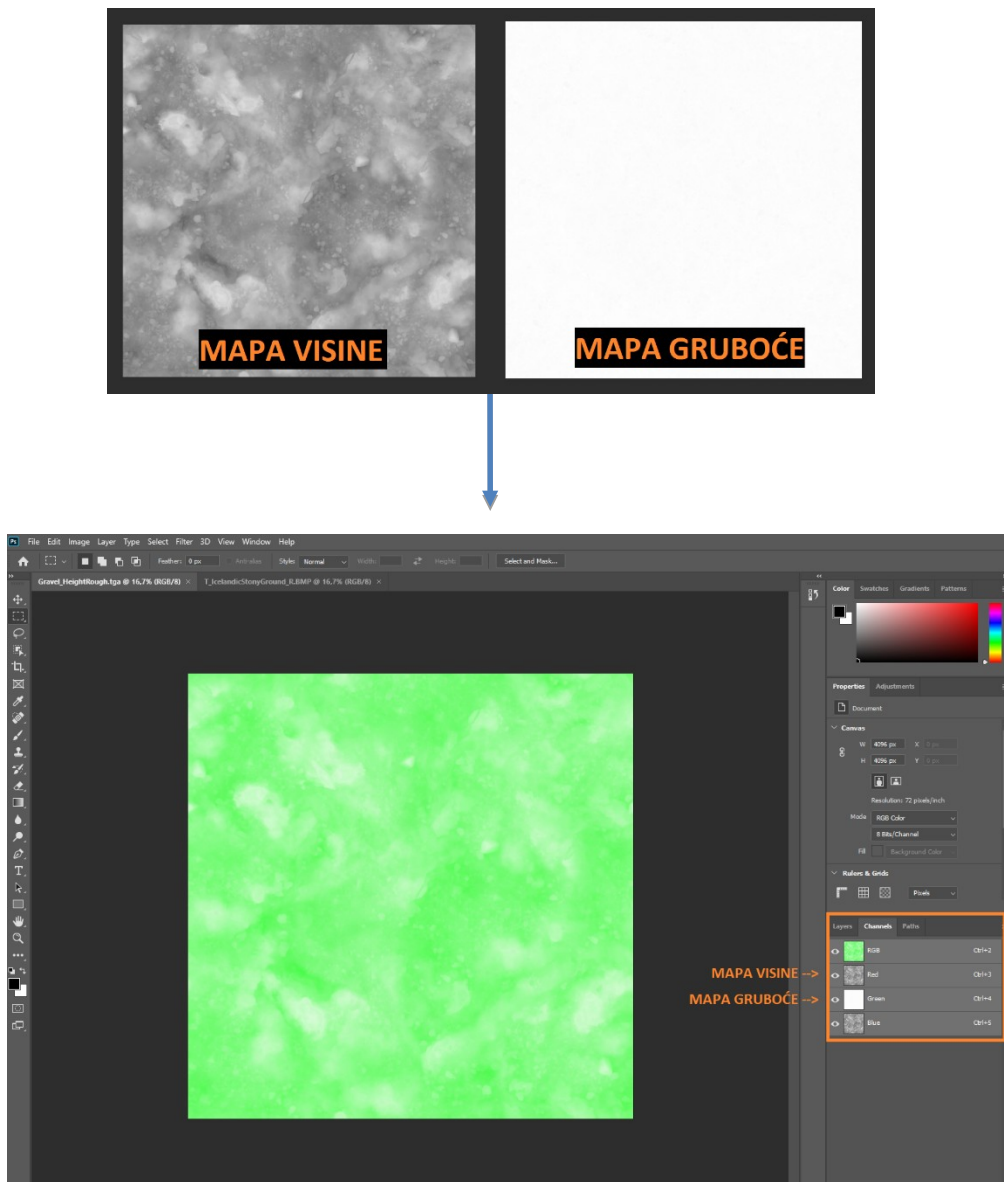 MAPA VISINE
MAPA GRUBOĆE
File Edit Image Layer Type Select Filter 3D View Window Help
Feather: 0 px Anti-alias Style: Normal Width: Height: Select and Mask...
Gravel_HeightRough.tga @ 16,7% (RGB/8) × T_IcelandicStonyGround_R.BMP @ 16.7% (RGB/8) ×
Color Swatches Gradients Patterns
Properties Adjustments
Document
Canvas
W 4096 px X 0 px
H 4096 px Y 0 px
Resolution: 72 pixels/inch
Mode RGB Color
8 Bits/Channel
Fill Background Color
Rulers & Grids
Pixels
Layers Channels Paths
RGB Ctrl+2
MAPA VISINE --> Red Ctrl+3
MAPA GRUBOĆE --> Green Ctrl+4
Blue Ctrl+5